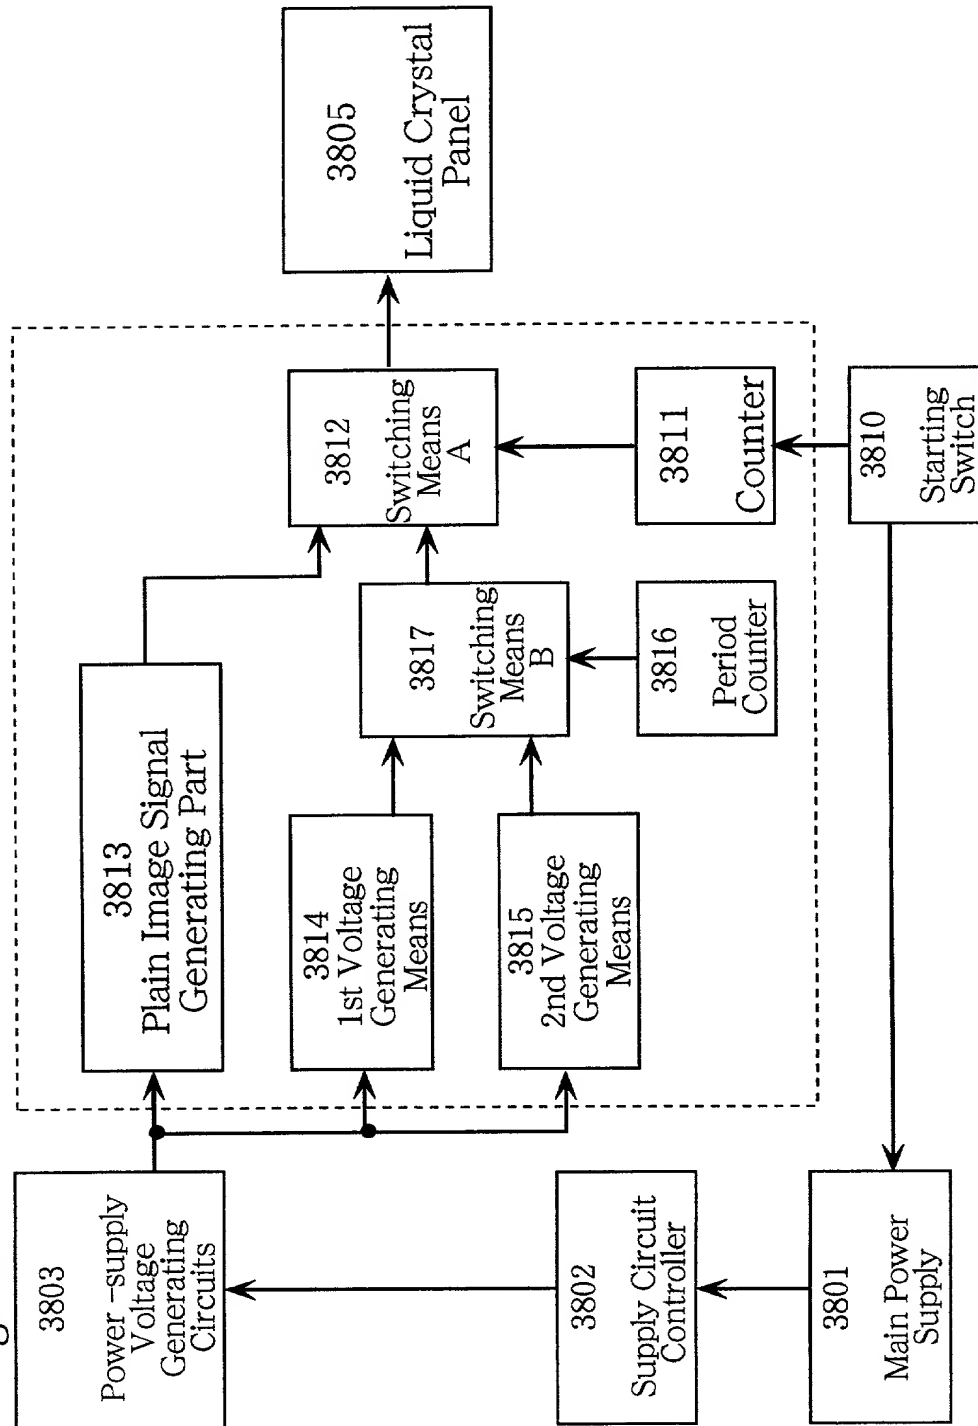 3803
Power-supply
Voltage
Generating
Circuits
3813
Plain Image Signal
Generating Part
3805
Liquid Crystal
Panel
3814
1st Voltage
Generating
Means
3812
Switching
Means
A
3817
Switching
Means
B
3815
2nd Voltage
Generating
Means
3802
Supply Circuit
Controller
3816
Period
Counter
3811
Counter
3801
Main Power
Supply
3810
Starting
Switch